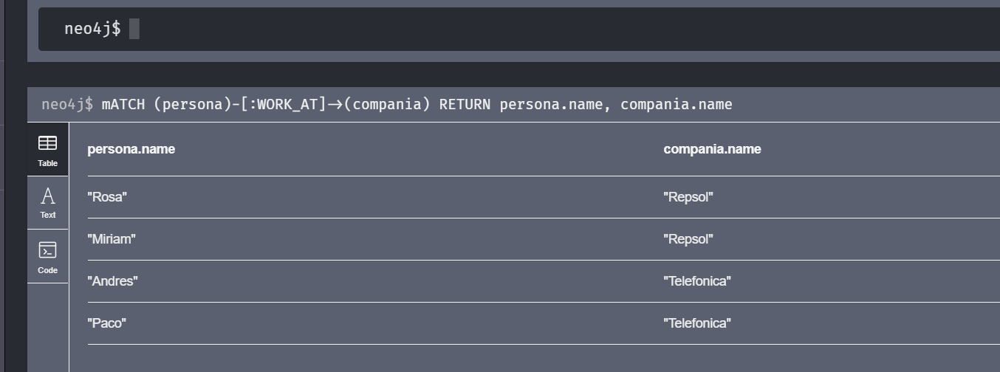 neo4j$
neo4j$ mATCH (persona)-[:WORK_AT]->(compania) RETURN persona.name, compania.name
Table
persona.name compania.name
"Rosa" "Repsol"
Text
"Miriam" "Repsol"
Code
"Andres" "Telefonica"
"Paco" "Telefonica"